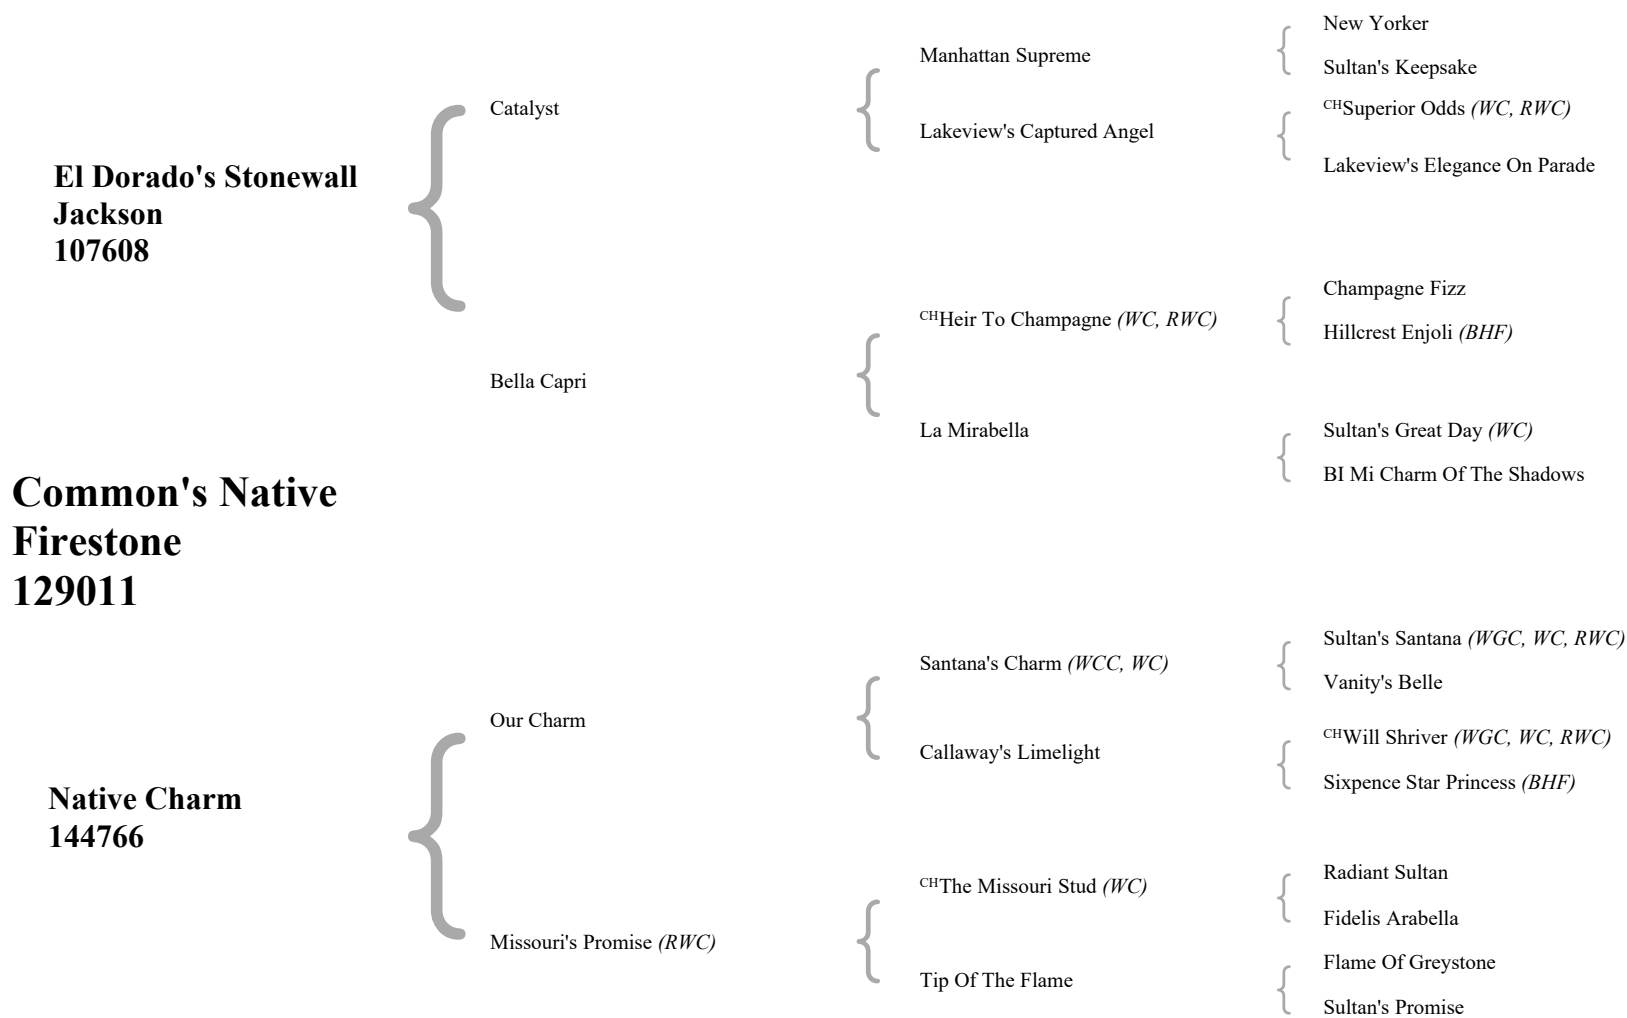 New Yorker
Manhattan Supreme
Sultan's Keepsake
Catalyst
CHSuperior Odds (WC, RWC)
Lakeview's Captured Angel
Lakeview's Elegance On Parade
El Dorado's Stonewall
Jackson
107608
Champagne Fizz
CHHeir To Champagne (WC, RWC)
Hillcrest Enjoli (BHF)
Bella Capri
La Mirabella
Sultan's Great Day (WC)
BI Mi Charm Of The Shadows
Common's Native
Firestone
129011
Sultan's Santana (WGC, WC, RWC)
Santana's Charm (WCC, WC)
Vanity's Belle
Our Charm
CHWill Shriver (WGC, WC, RWC)
Callaway's Limelight
Sixpence Star Princess (BHF)
Native Charm
144766
Radiant Sultan
CHThe Missouri Stud (WC)
Fidelis Arabella
Missouri's Promise (RWC)
Flame Of Greystone
Tip Of The Flame
Sultan's Promise